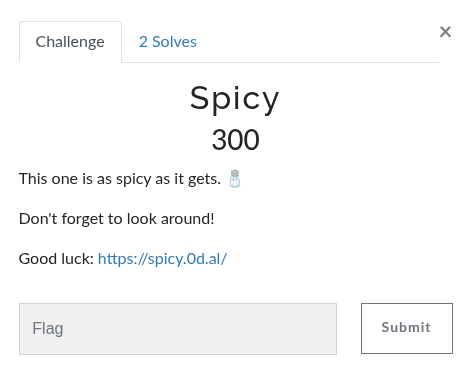 Challenge
2 Solves
×
Spicy
300
This one is as spicy as it gets. 🧂
Don't forget to look around!
Good luck: https://spicy.0d.al/
Flag
Submit